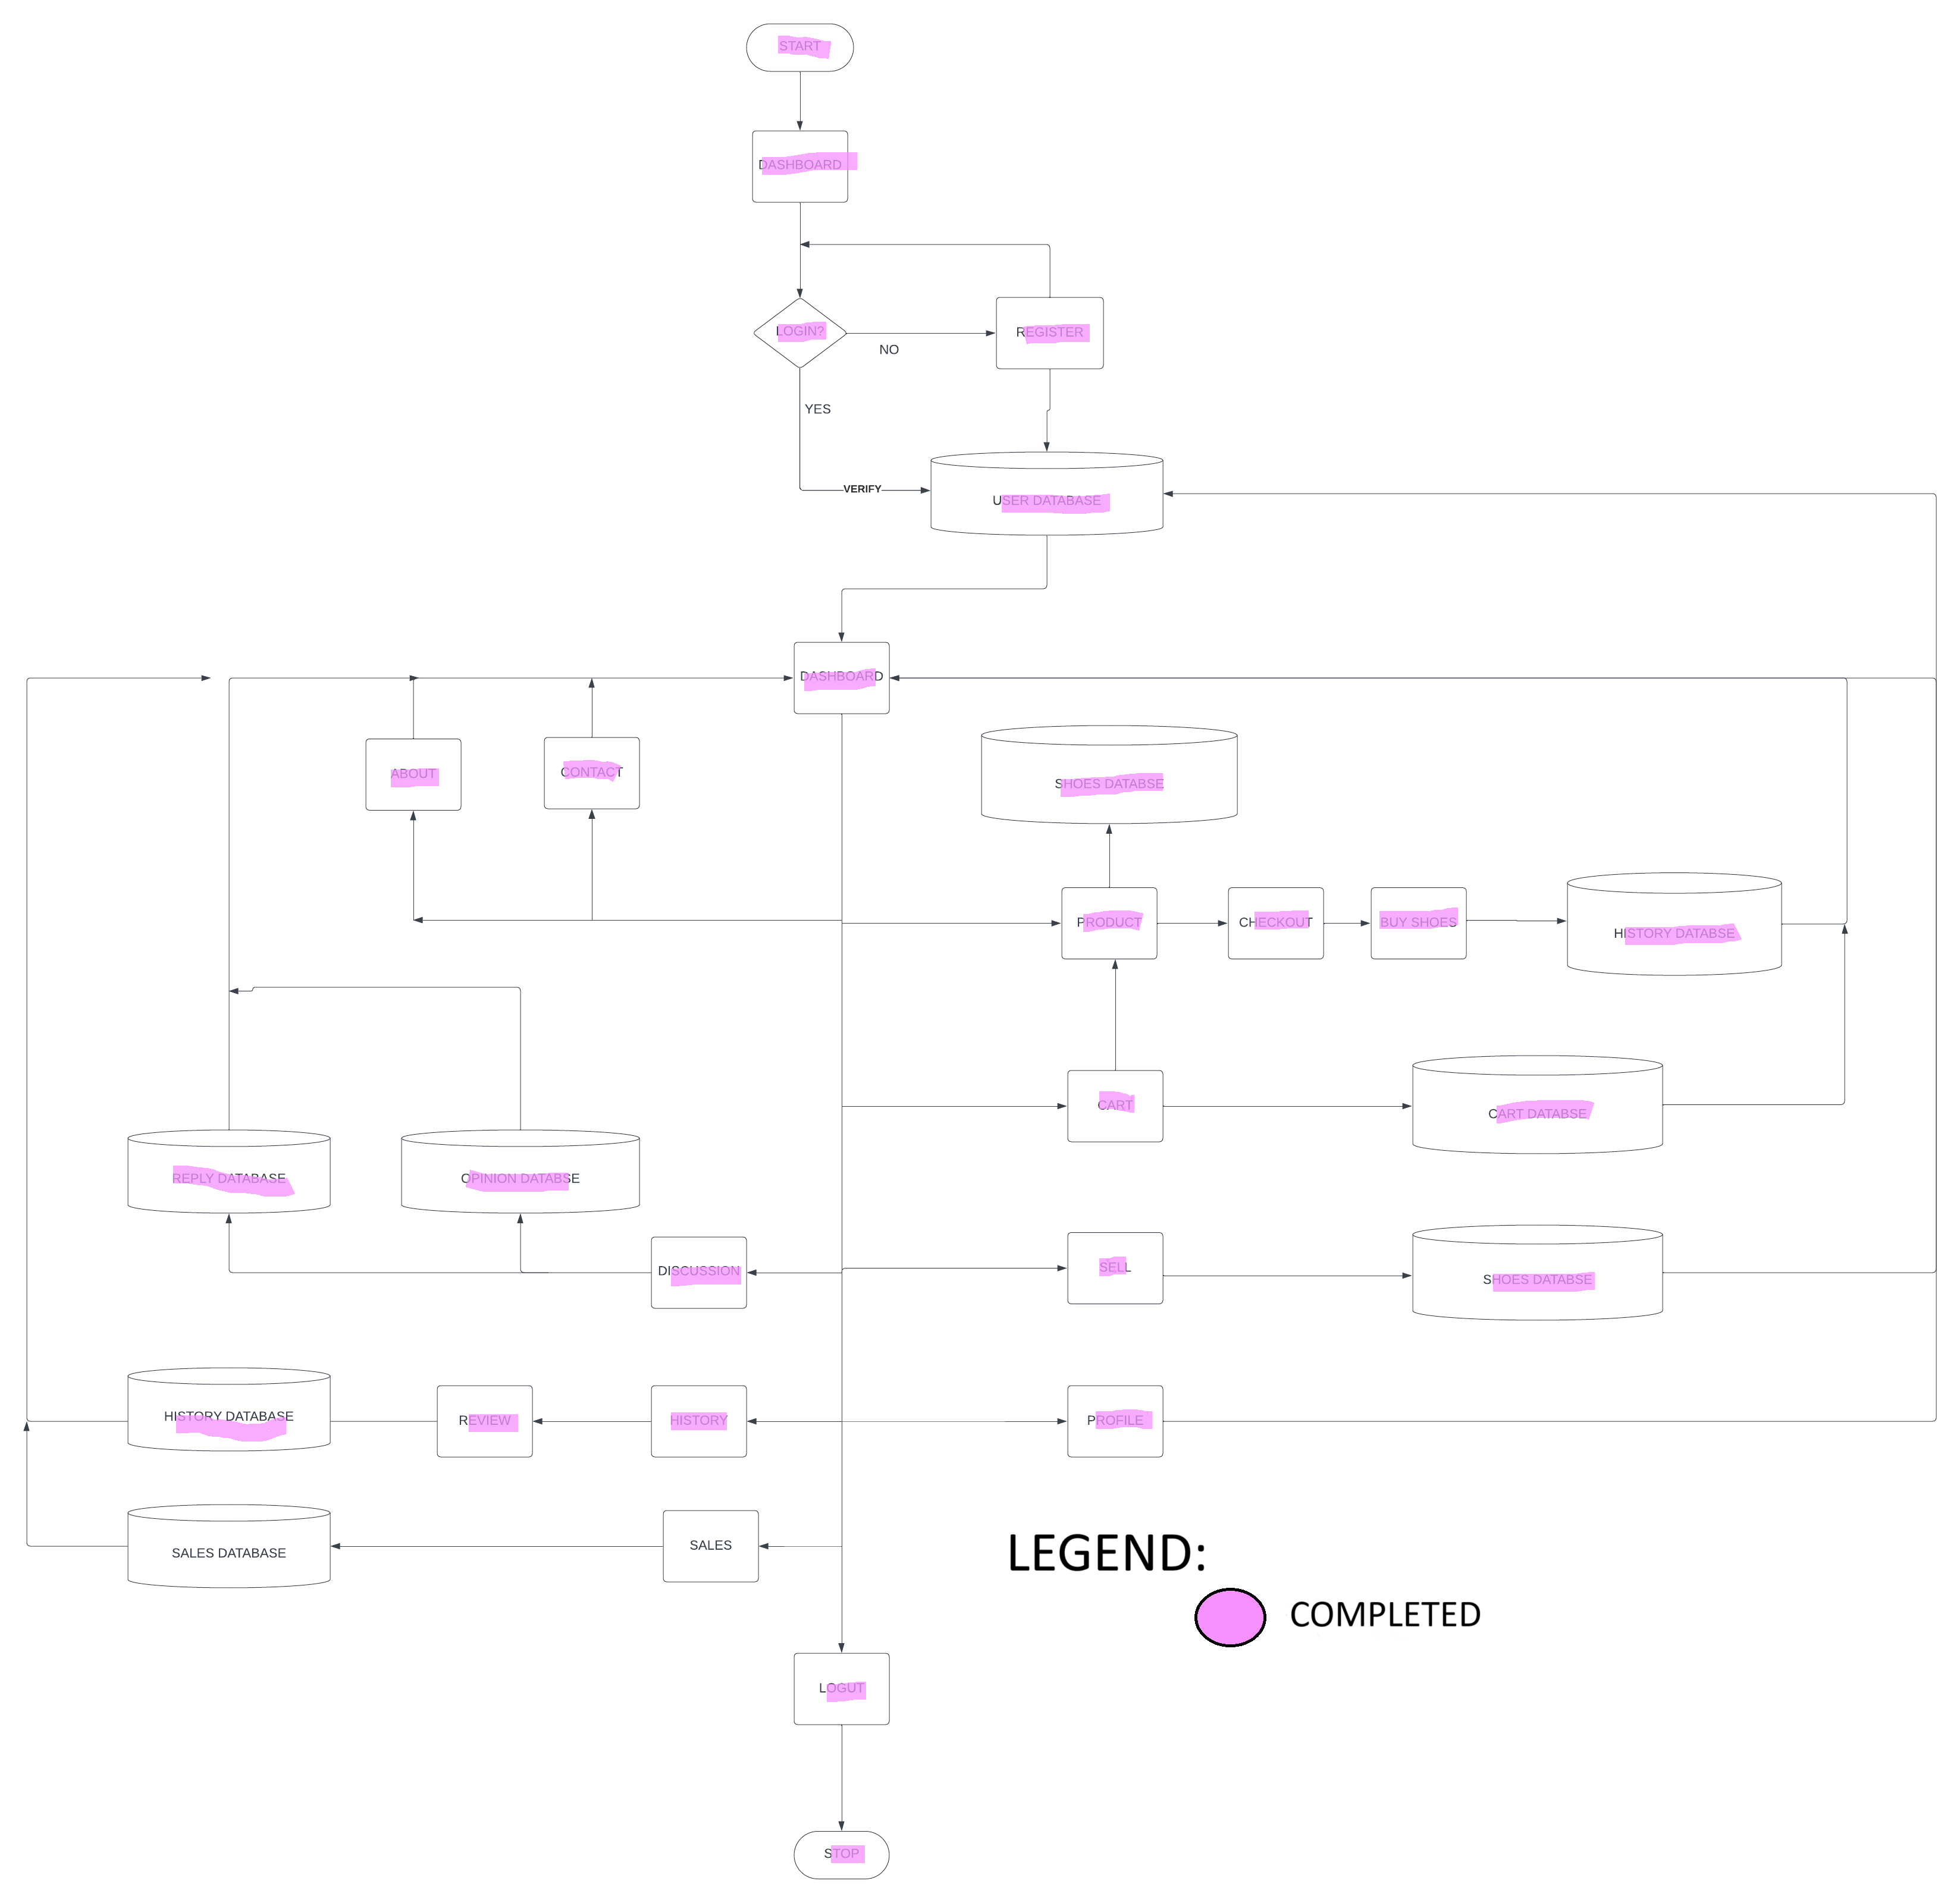 START
DASHBOARD
LOGIN?
REGISTER
NO
YES
VERIFY
USER DATABASE
DASHBOARD
ABOUT
CONTACT
SHOES DATABSE
PRODUCT
CHECKOUT
BUY SHOES
HISTORY DATABSE
CART
CART DATABSE
REPLY DATABASE
OPINION DATABSE
DISCUSSION
SELL
SHOES DATABSE
HISTORY DATABASE
REVIEW
HISTORY
PROFILE
SALES DATABASE
SALES
LEGEND:
COMPLETED
LOGUT
STOP